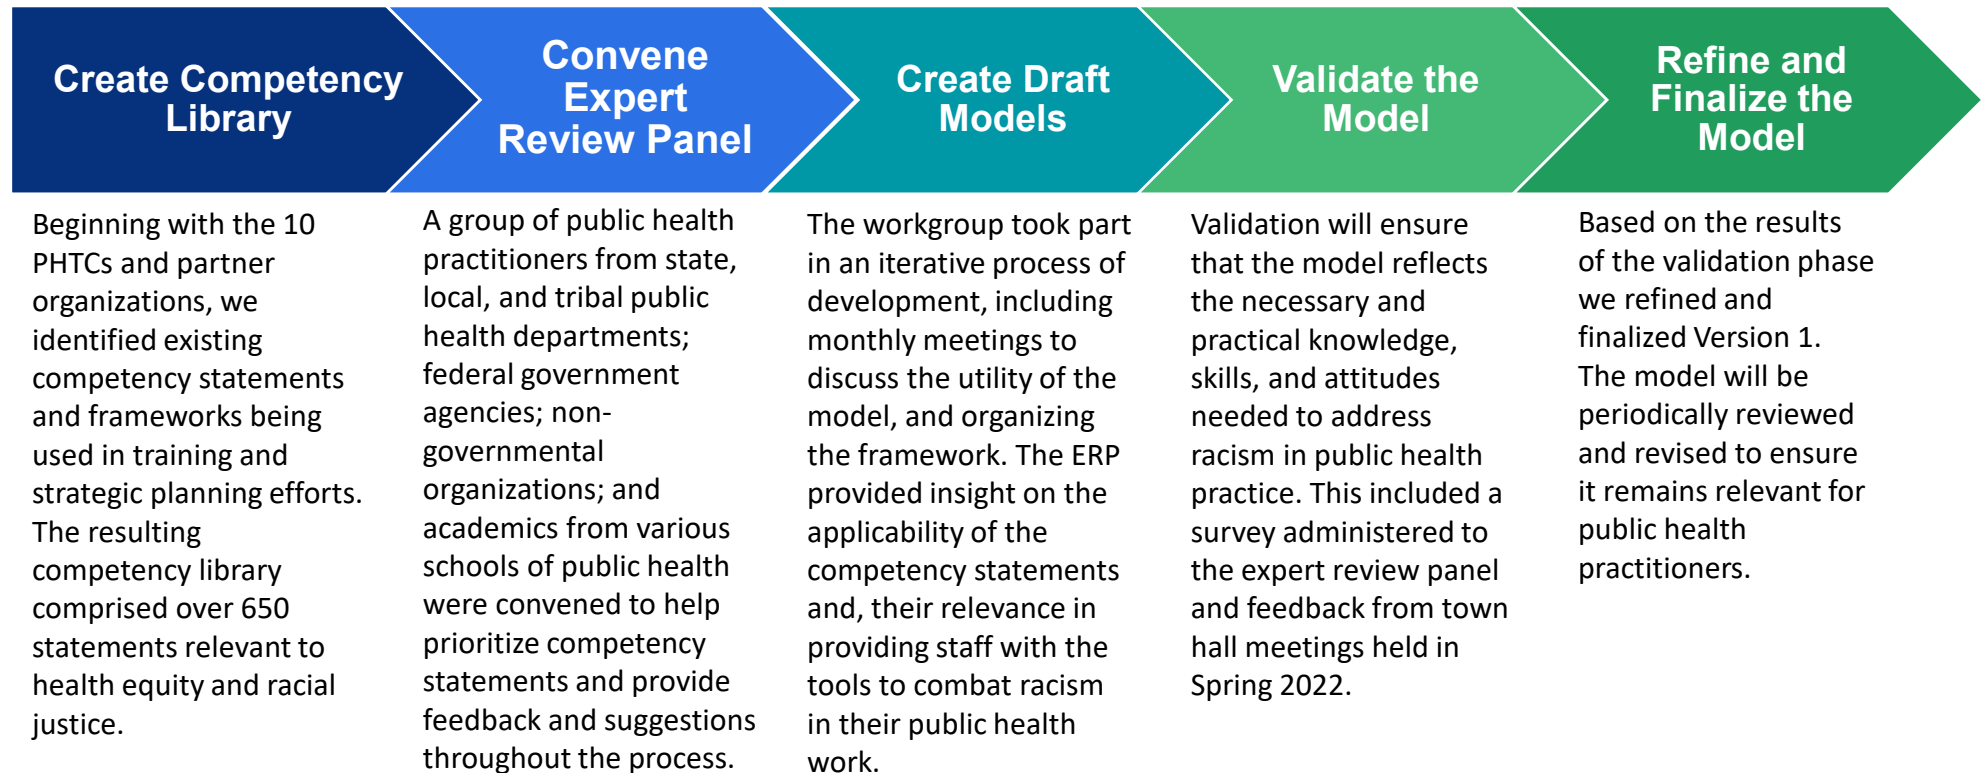 Create Competency
Library
Convene
Expert
Review Panel
Create Draft
Models
Validate the
Model
Refine and
Finalize the
Model
Beginning with the 10
PHTCs and partner
organizations, we
identified existing
competency statements
and frameworks being
used in training and
strategic planning efforts.
The resulting
competency library
comprised over 650
statements relevant to
health equity and racial
justice.
A group of public health
practitioners from state,
local, and tribal public
health departments;
federal government
agencies; non-
governmental
organizations; and
academics from various
schools of public health
were convened to help
prioritize competency
statements and provide
feedback and suggestions
throughout the process.
The workgroup took part
in an iterative process of
development, including
monthly meetings to
discuss the utility of the
model, and organizing
the framework. The ERP
provided insight on the
applicability of the
competency statements
and, their relevance in
providing staff with the
tools to combat racism
in their public health
work.
Validation will ensure
that the model reflects
the necessary and
practical knowledge,
skills, and attitudes
needed to address
racism in public health
practice. This included a
survey administered to
the expert review panel
and feedback from town
hall meetings held in
Spring 2022.
Based on the results
of the validation phase
we refined and
finalized Version 1.
The model will be
periodically reviewed
and revised to ensure
it remains relevant for
public health
practitioners.